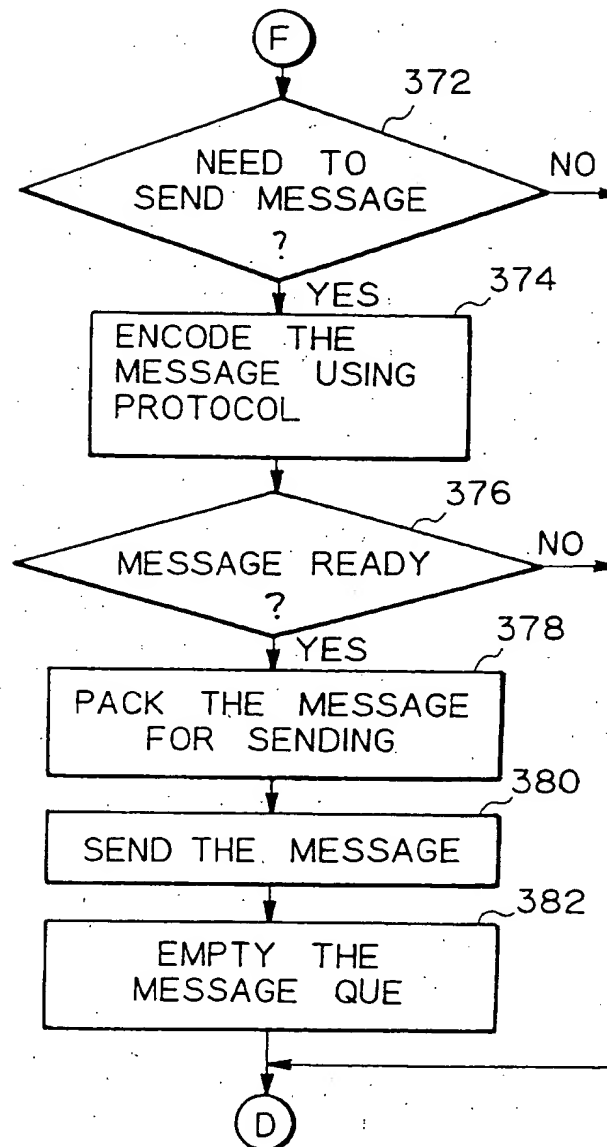 F
372
NEED TO
SEND MESSAGE
?
NO
YES
374
ENCODE THE
MESSAGE USING
PROTOCOL
376
MESSAGE READY
?
NO
YES
378
PACK THE MESSAGE
FOR SENDING
380
SEND THE MESSAGE
382
EMPTY THE
MESSAGE QUE
D